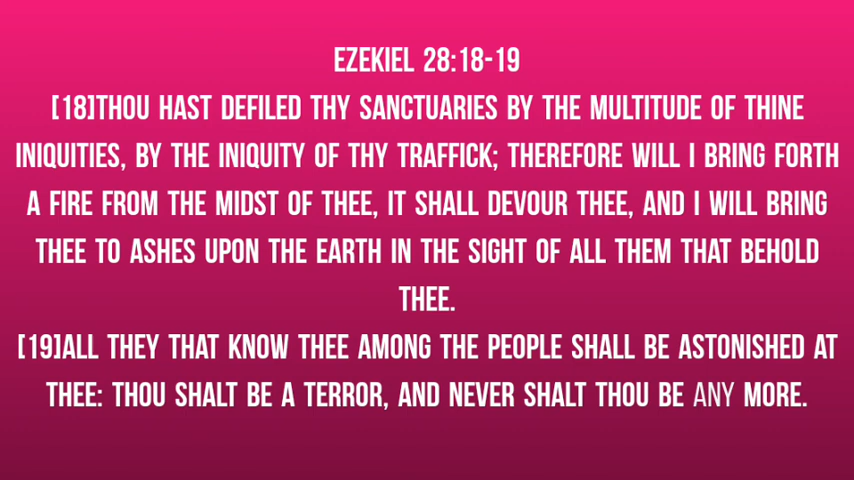 EZEKIEL 28:18-19
[18]THOU HAST DEFILED THY SANCTUARIES BY THE MULTITUDE OF THINE
INIQUITIES, BY THE INIQUITY OF THY TRAFFICK; THEREFORE WILL I BRING FORTH
A FIRE FROM THE MIDST OF THEE, IT SHALL DEVOUR THEE, AND I WILL BRING
THEE TO ASHES UPON THE EARTH IN THE SIGHT OF ALL THEM THAT BEHOLD
THEE.
[19]ALL THEY THAT KNOW THEE AMONG THE PEOPLE SHALL BE ASTONISHED AT
THEE: THOU SHALT BE A TERROR, AND NEVER SHALT THOU BE ANY MORE.